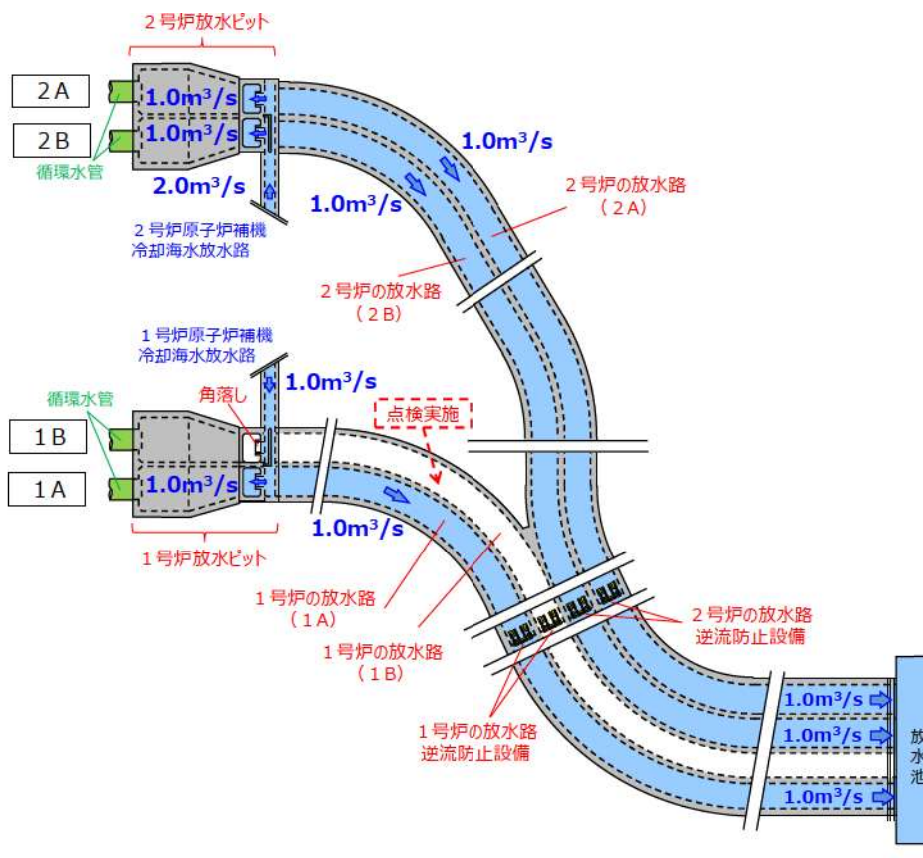 2号炉放水ピット
2A
1.0m³/s
2B
1.0m³/s
循環水管
2.0m³/s
2号炉原子炉補機
冷却海水放水路
1.0m³/s
1.0m³/s
2号炉の放水路
(2A)
2号炉の放水路
(2B)
1号炉原子炉補機
冷却海水放水路
1.0m³/s
循環水管
角落し
点検実施
1B
1A
1.0m³/s
1.0m³/s
1号炉放水ピット
1号炉の放水路
(1A)
1号炉の放水路
(1B)
2号炉の放水路
逆流防止設備
1号炉の放水路
逆流防止設備
1.0m³/s
1.0m³/s
1.0m³/s
放水池